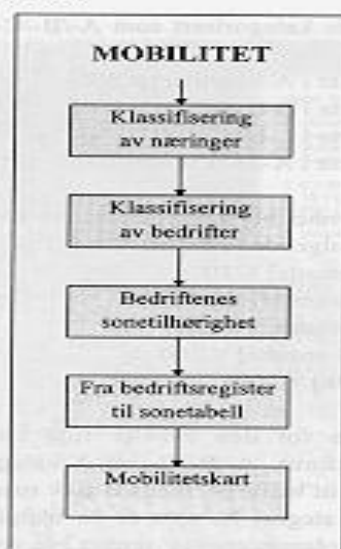 MOBILITET
Klassifisering
av næringer
Klassifisering
av bedrifter
Bedriftenes
sonetilhørighet
Fra bedriftsregister
til sonetabell
Mobilitetskart